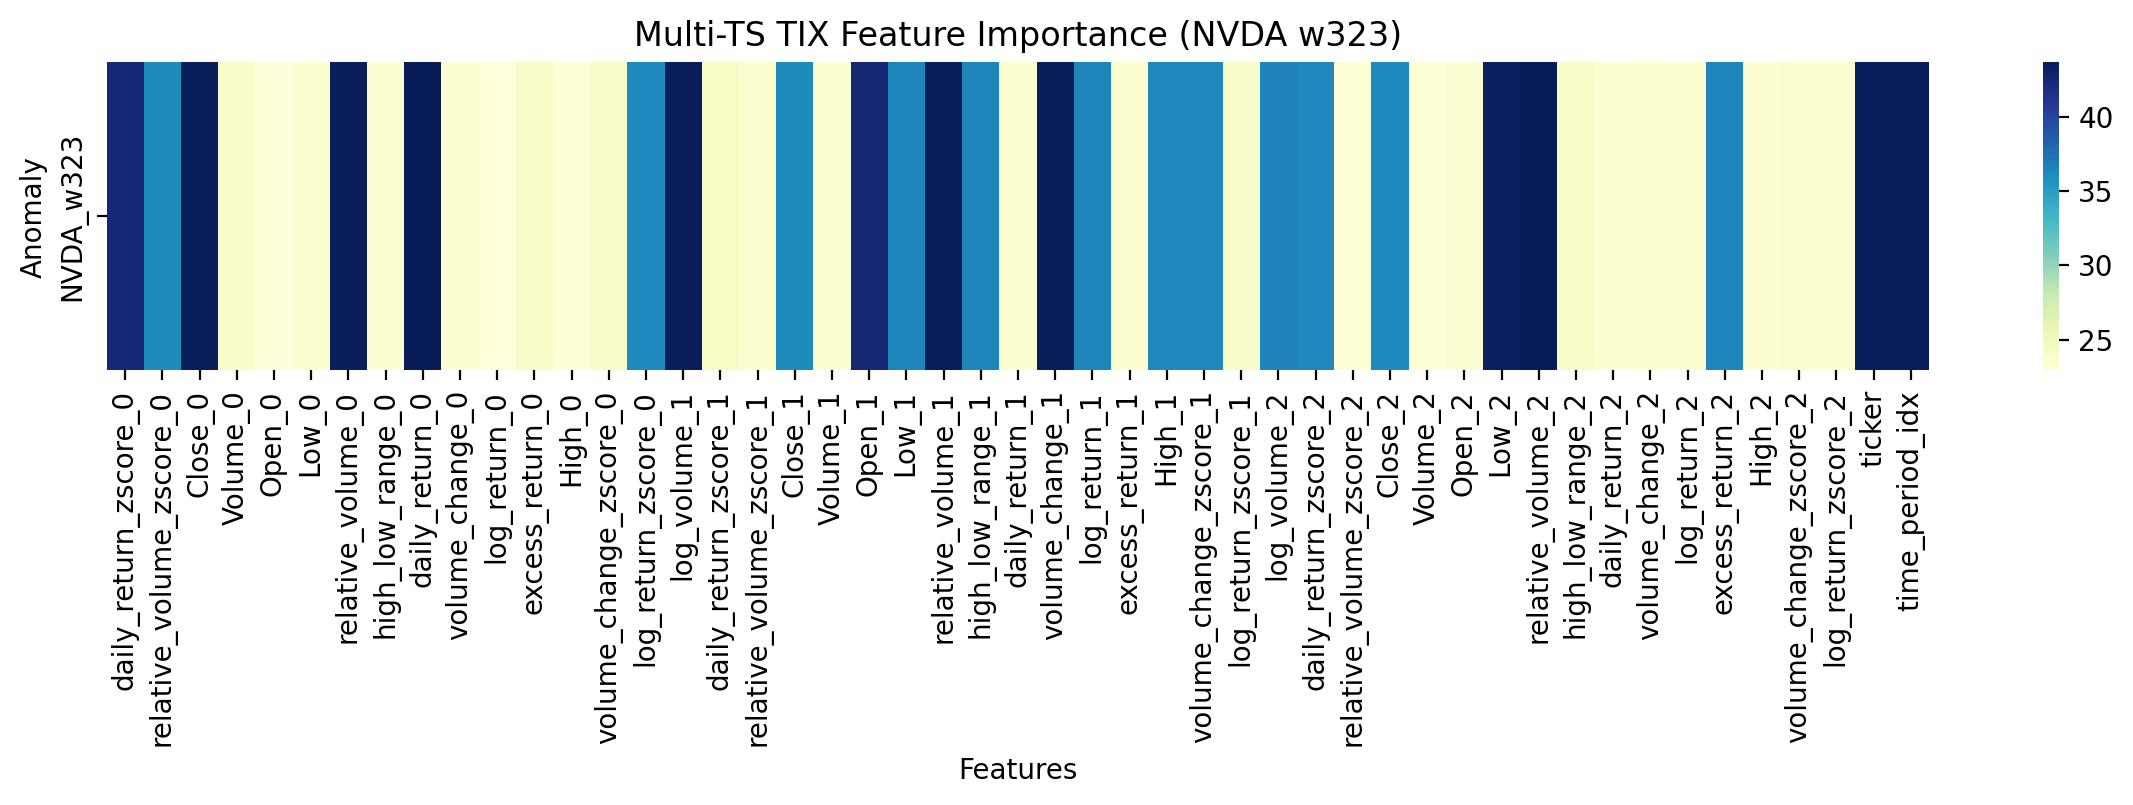 Multi-TS TIX Feature Importance (NVDA w323)
Anomaly
NVDA_w323
40
35
30
25
daily_return_zscore_0
relative_volume_zscore_0
Close_0
Volume_0
Open_0
Low_0
relative_volume_0
high_low_range_0
daily_return_0
volume_change_0
log_return_0
excess_return_0
High_0
volume_change_zscore_0
log_return_zscore_0
log_volume_1
daily_return_zscore_1
relative_volume_zscore_1
Close_1
Volume_1
Open_1
Low_1
relative_volume_1
high_low_range_1
daily_return_1
volume_change_1
log_return_1
excess_return_1
High_1
volume_change_zscore_1
log_return_zscore_1
log_volume_2
daily_return_zscore_2
relative_volume_zscore_2
Close_2
Volume_2
Open_2
Low_2
relative_volume_2
high_low_range_2
daily_return_2
volume_change_2
log_return_2
excess_return_2
High_2
volume_change_zscore_2
log_return_zscore_2
ticker
time_period_idx
Features